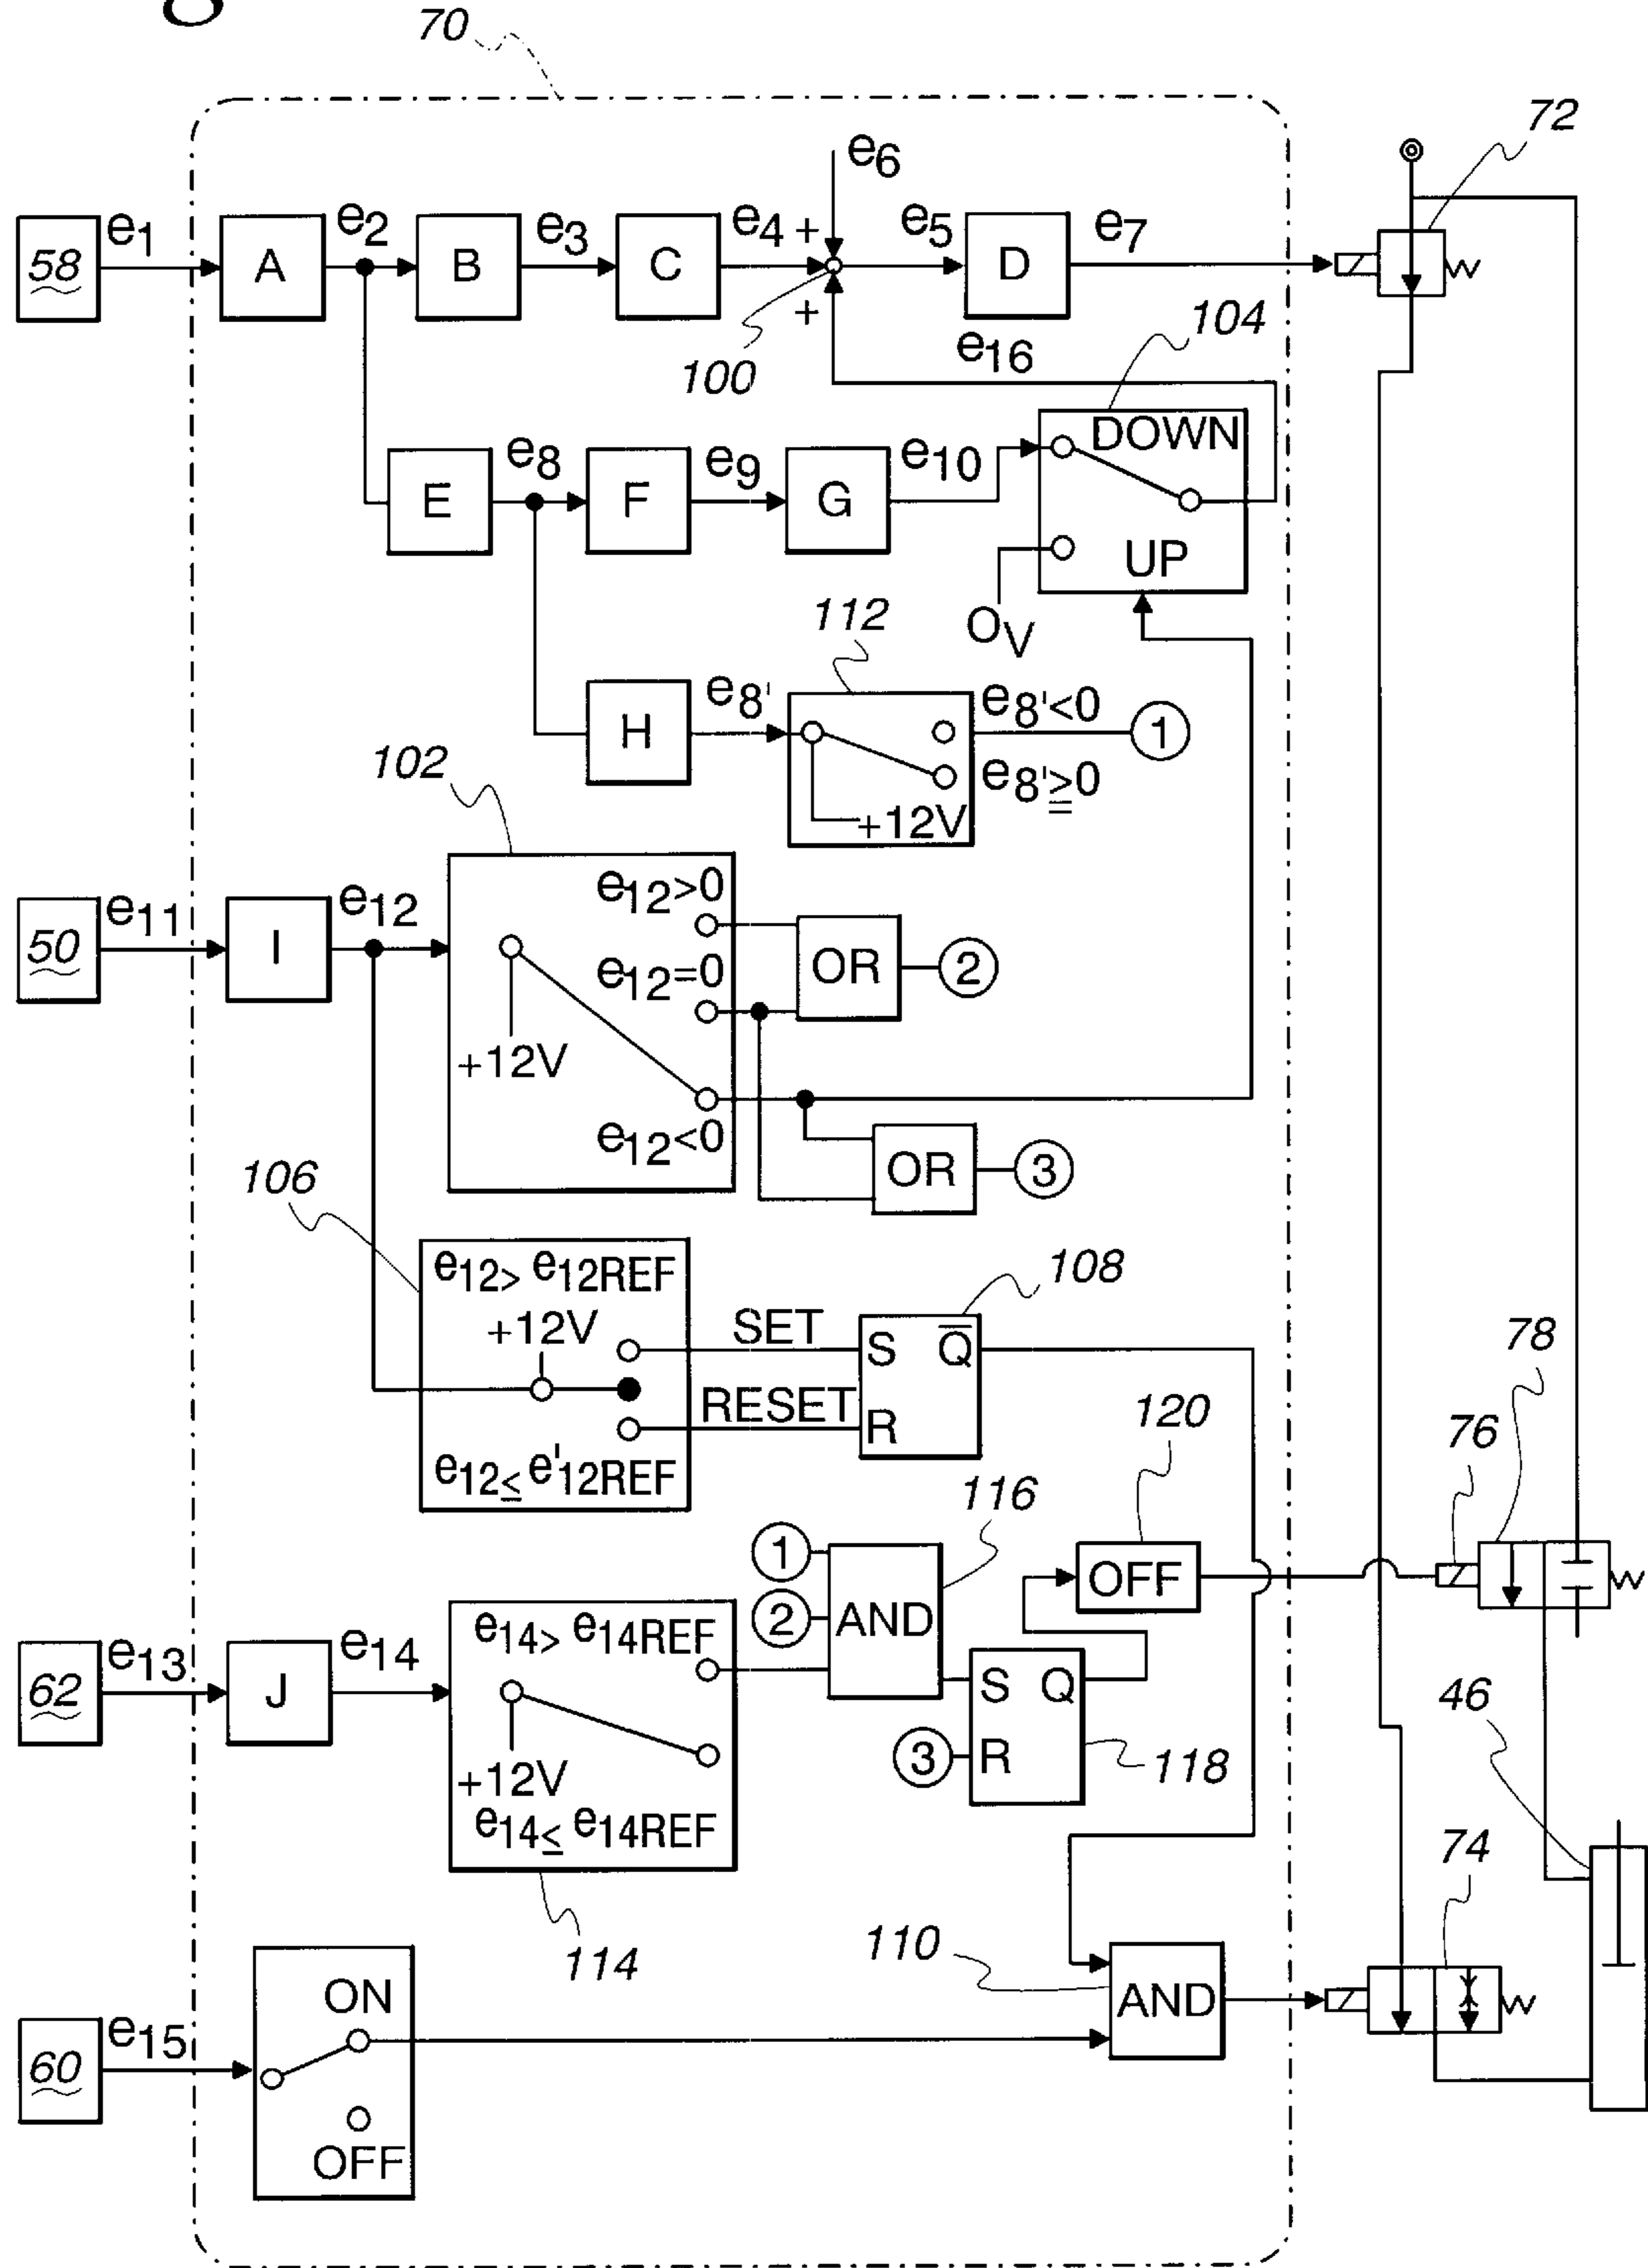 g
70
72
e6
58
e1
A
e2
B
e3
C
e4
+
e5
D
e7
+
100
e16
104
E
e8
F
e9
G
e10
DOWN
UP
OV
112
H
e8'
e8'<0
1
e8'≧0
+12V
102
50
e11
I
e12
e12>0
e12=0
+12V
e12<0
OR
2
OR
3
106
e12> e12REF
+12V
e12≤ e'12REF
SET
RESET
108
S
Q̅
R
78
76
120
116
OFF
1
2
AND
62
e13
J
e14
e14> e14REF
+12V
e14≤ e14REF
S
Q
3
R
118
114
46
74
60
e15
ON
OFF
110
AND